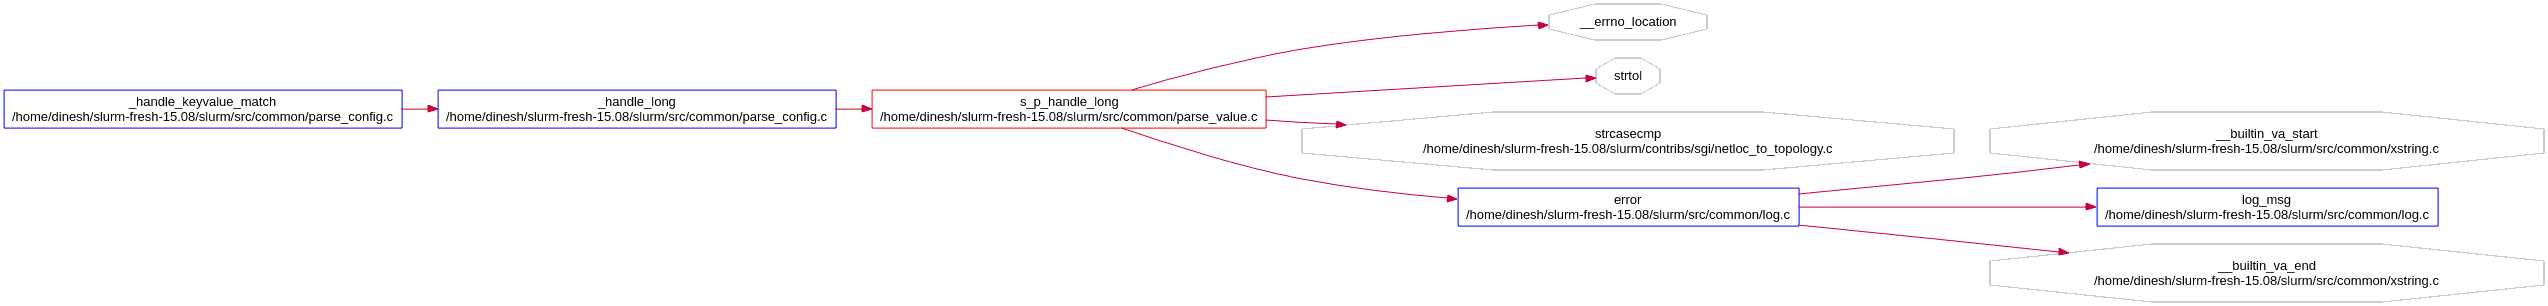 __errno_location
strtol
_handle_keyvalue_match
/home/dinesh/slurm-fresh-15.08/slurm/src/common/parse_config.c
_handle_long
/home/dinesh/slurm-fresh-15.08/slurm/src/common/parse_config.c
s_p_handle_long
/home/dinesh/slurm-fresh-15.08/slurm/src/common/parse_value.c
strcasecmp
/home/dinesh/slurm-fresh-15.08/slurm/contribs/sgi/netloc_to_topology.c
__builtin_va_start
/home/dinesh/slurm-fresh-15.08/slurm/src/common/xstring.c
error
/home/dinesh/slurm-fresh-15.08/slurm/src/common/log.c
log_msg
/home/dinesh/slurm-fresh-15.08/slurm/src/common/log.c
__builtin_va_end
/home/dinesh/slurm-fresh-15.08/slurm/src/common/xstring.c